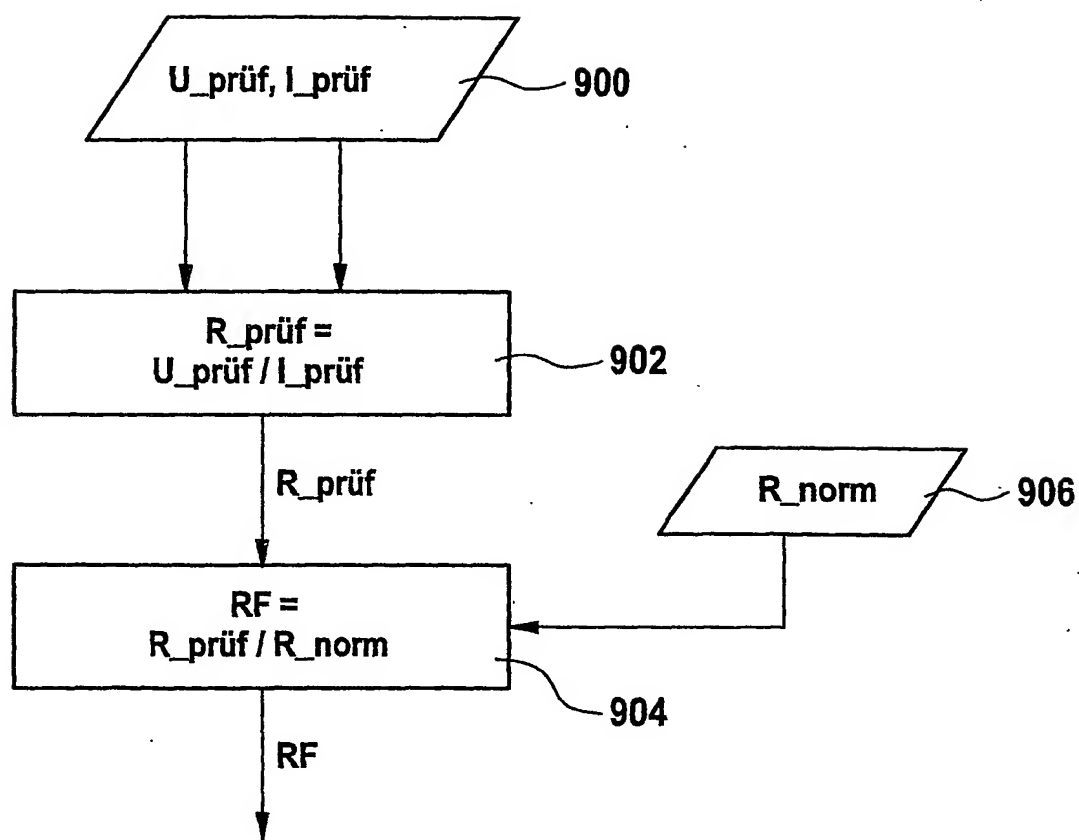 U_prüf, I_prüf
900
R_prüf =
U_prüf / I_prüf
902
R_prüf
R_norm
906
RF =
R_prüf / R_norm
904
RF